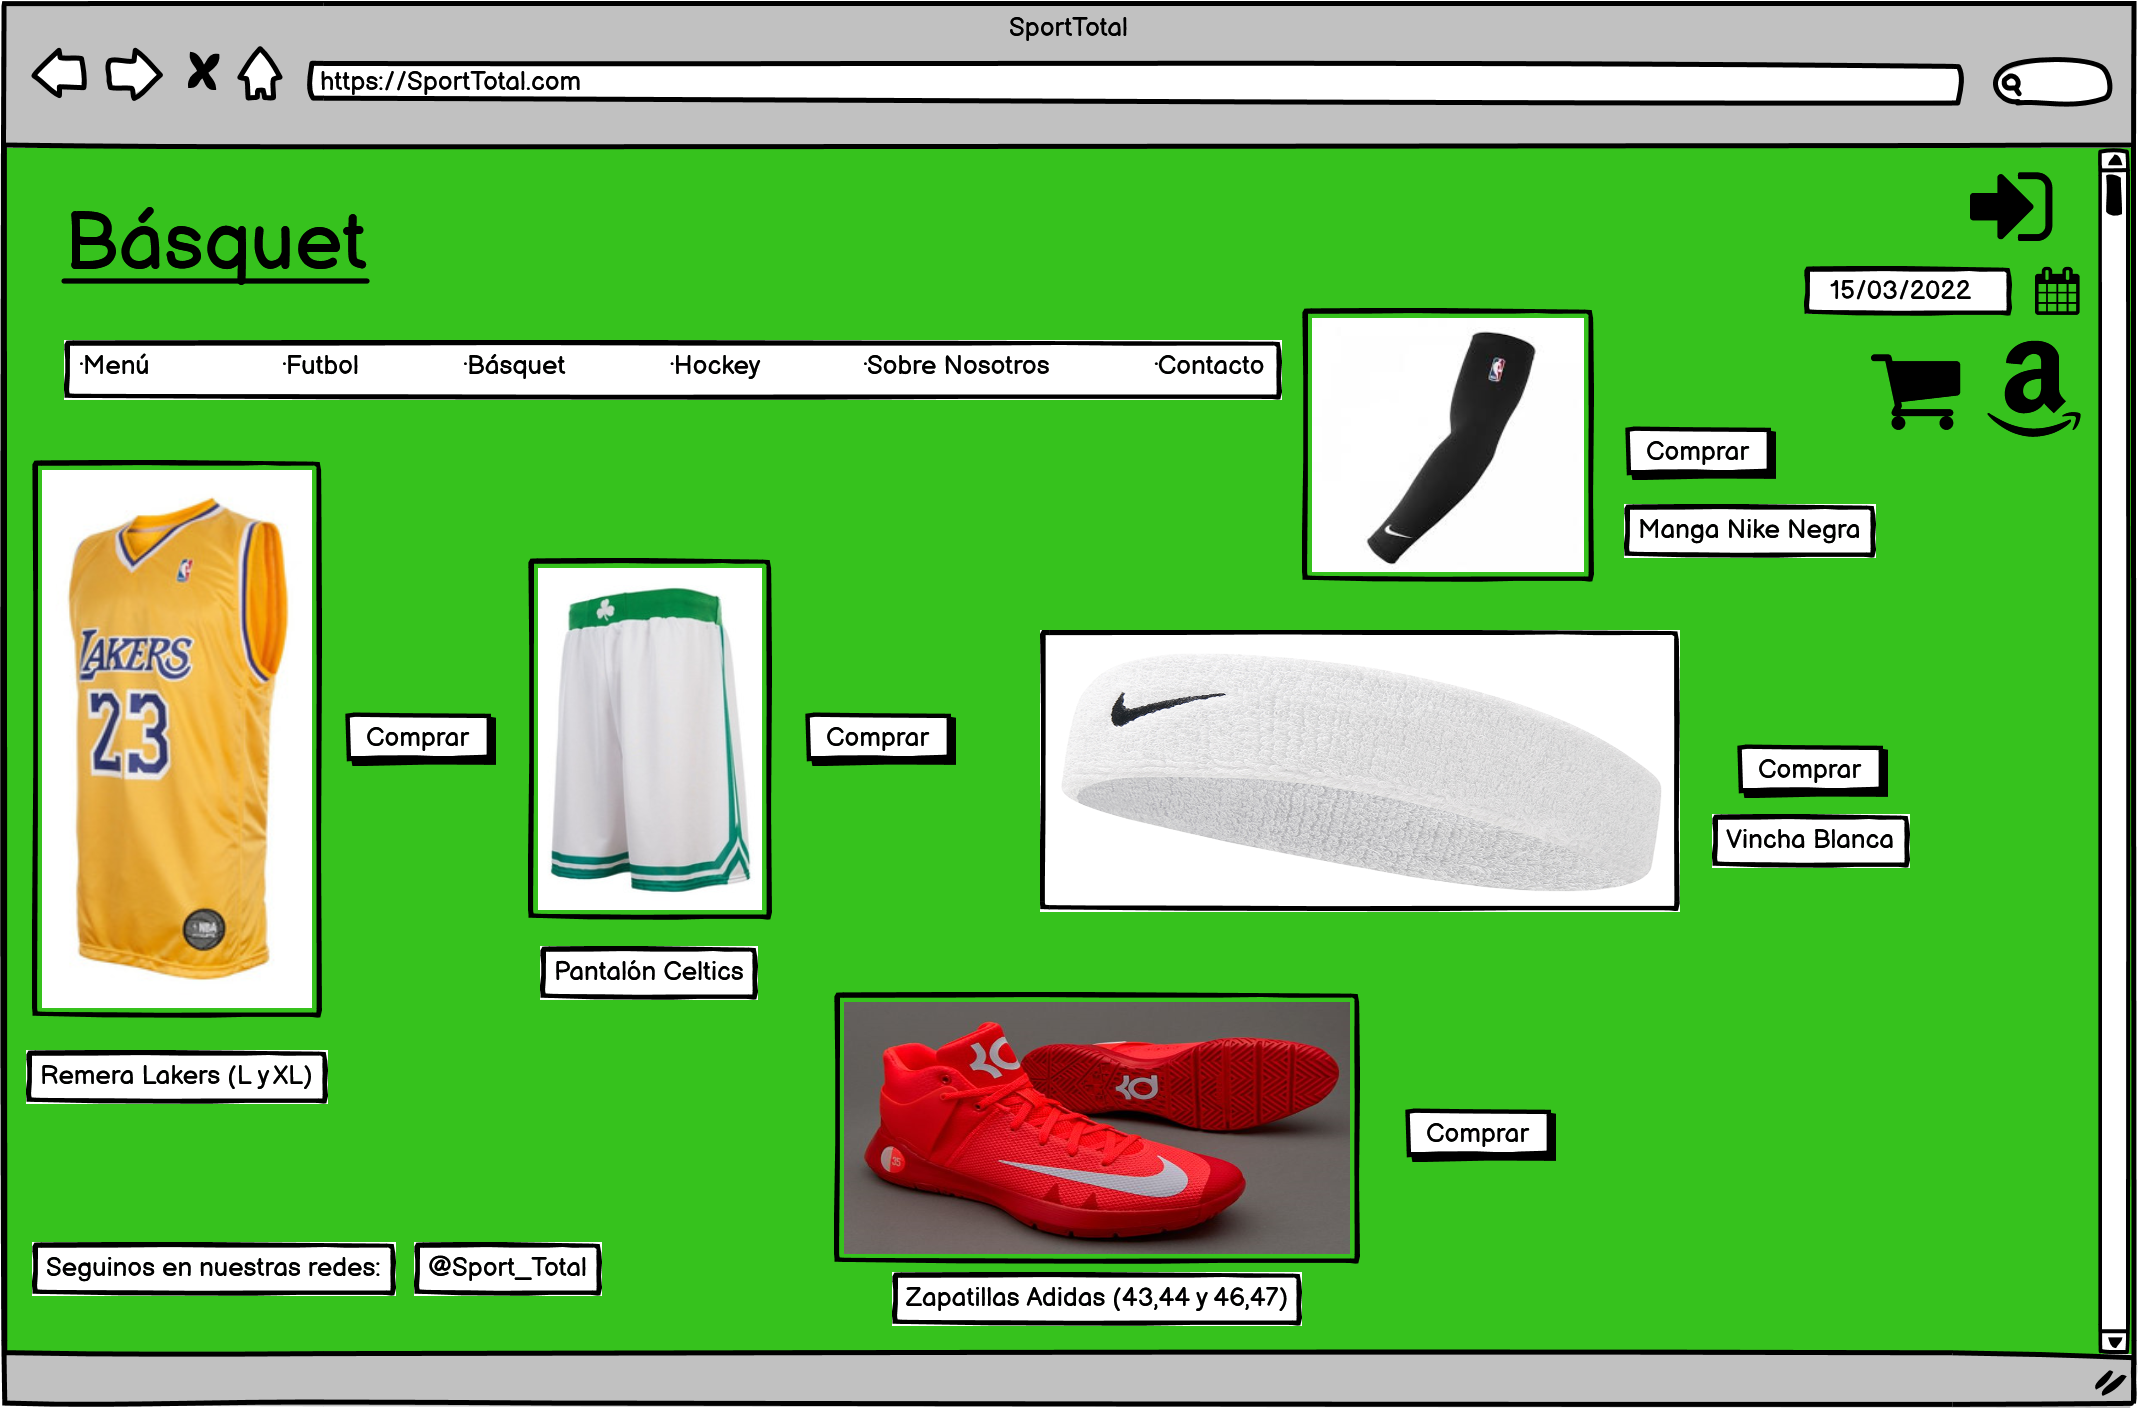 SportTotal
https://SportTotal.com
Básquet
15/03/2022
·Menú ·Futbol ·Básquet ·Hockey ·Sobre Nosotros ·Contacto
Comprar
Manga Nike Negra
LAKERS
23
NBA
Comprar
Comprar
Comprar
Vincha Blanca
Pantalón Celtics
Remera Lakers (L y XL)
35
Comprar
Seguinos en nuestras redes: @Sport_Total
Zapatillas Adidas (43,44 y 46,47)